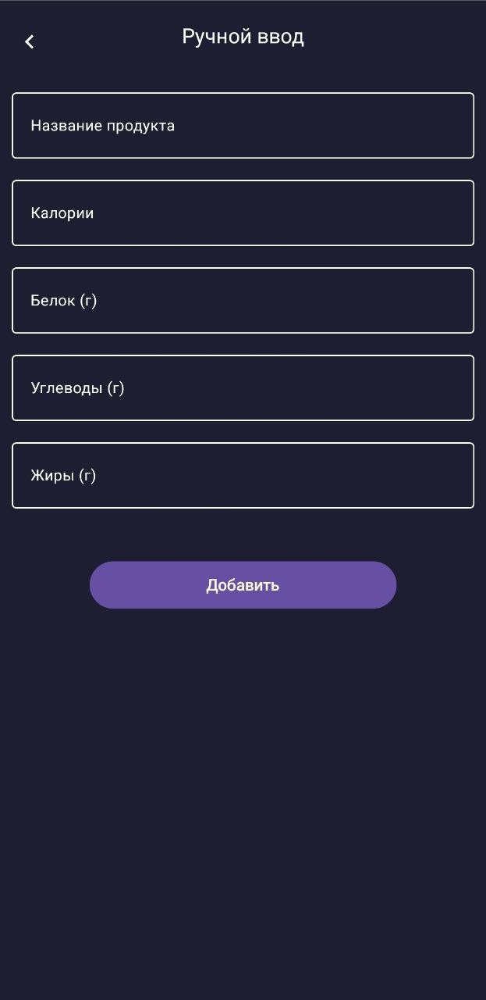 Ручной ввод
Название продукта
Калории
Белок (г)
Углеводы (г)
Жиры (г)
Добавить